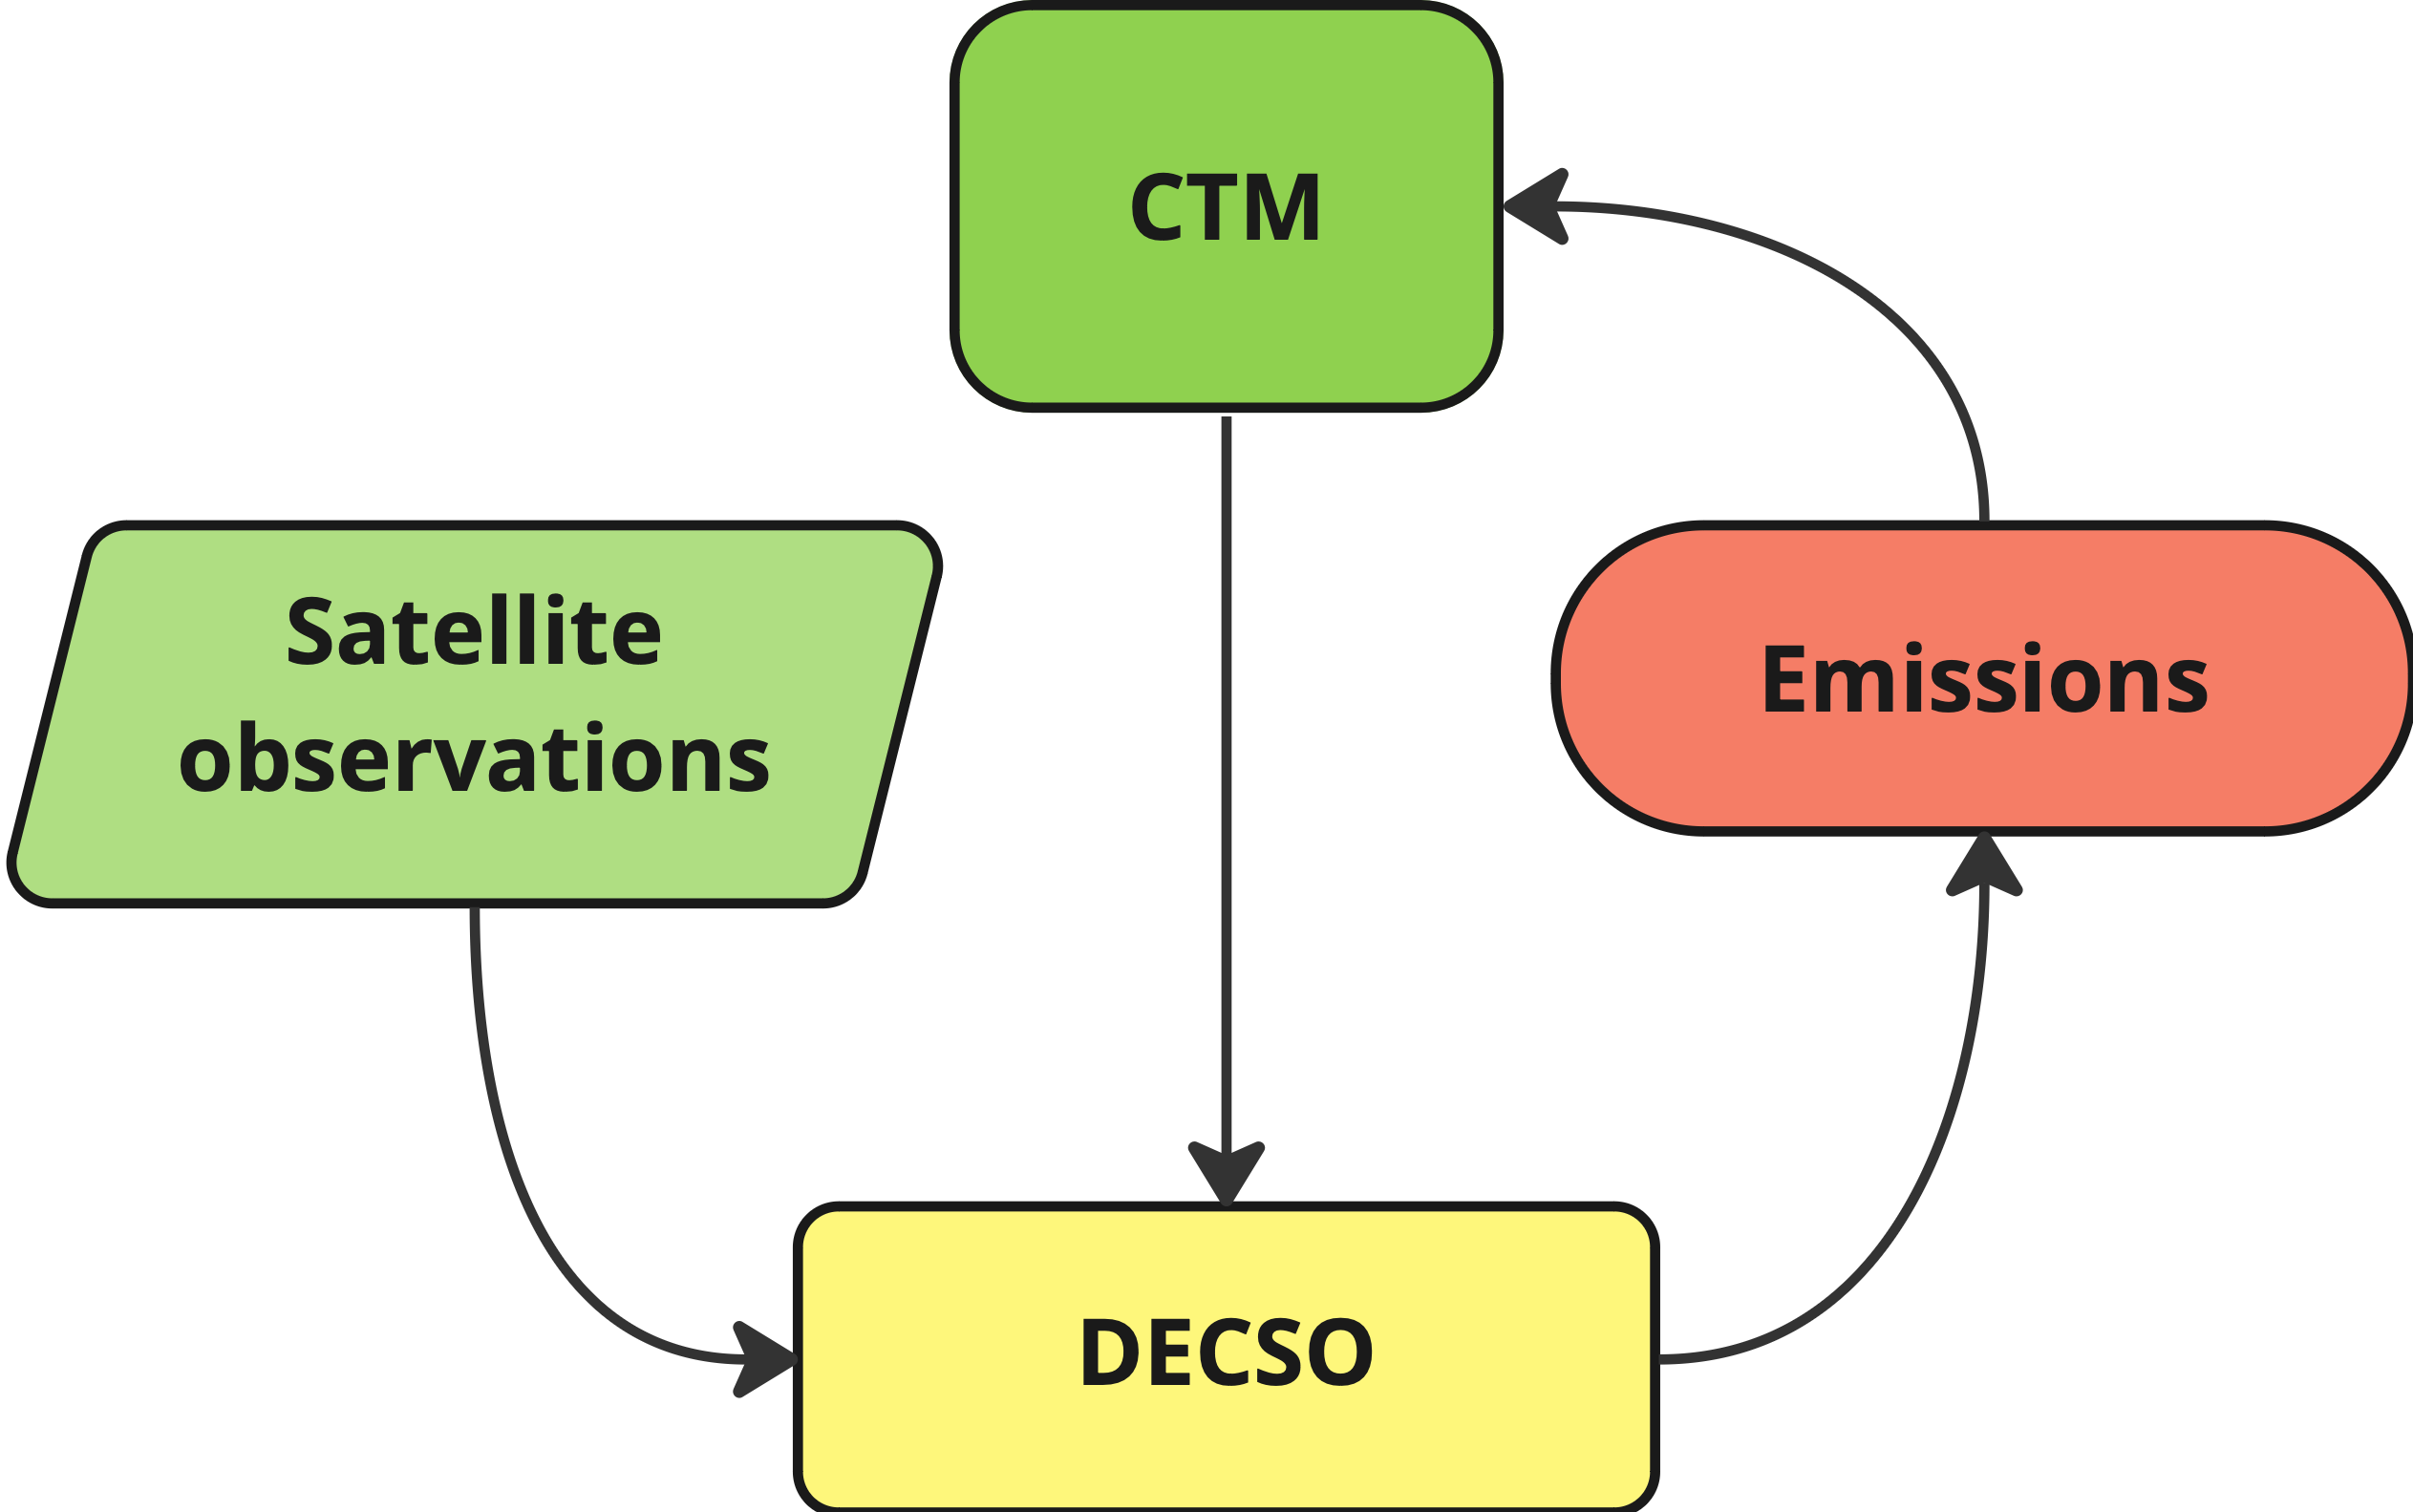 CTM
Satellite
observations
Emissions
DECSO